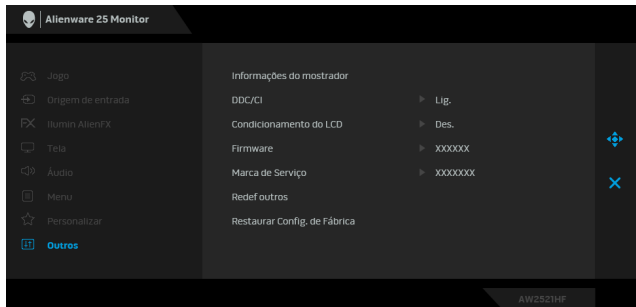 Alienware 25 Monitor
Jogo
Informações do mostrador
Origem de entrada
DDC/CI
Lig.
FX
Ilumin AlienFX
Condicionamento do LCD
Des.
Tela
Firmware
XXXXXX
Áudio
Marca de Serviço
XXXXXXX
Menu
Redef outros
Personalizar
Restaurar Config. de Fábrica
Outros
AW2521HF